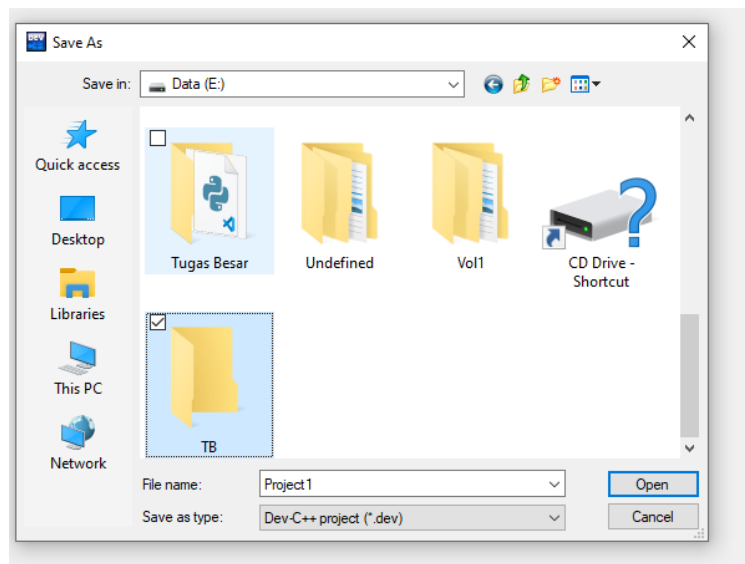 Save As
Save in:
Data (E:)
Quick access
Desktop
Libraries
This PC
Network
Tugas Besar
Undefined
Vol1
CD Drive -
Shortcut
TB
File name:
Project1
Open
Save as type:
Dev-C++ project (*.dev)
Cancel